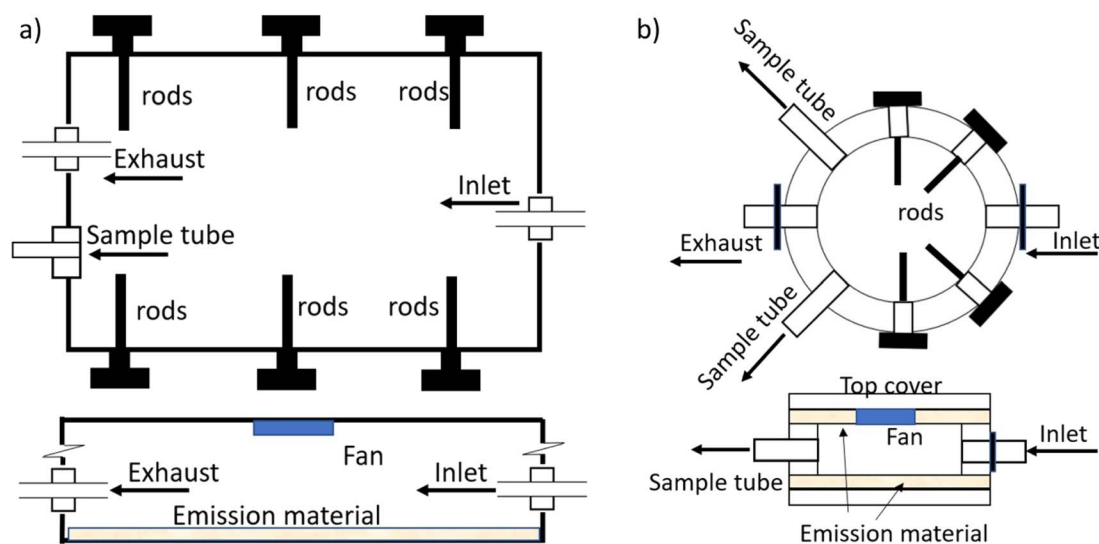 a)
rods
rods
rods
Exhaust
Inlet
Sample tube
rods
rods
rods
Fan
Exhaust
Inlet
Emission material
b)
Sample tube
rods
Exhaust
Inlet
Sample tube
Top cover
Fan
Inlet
Sample tube
Emission material